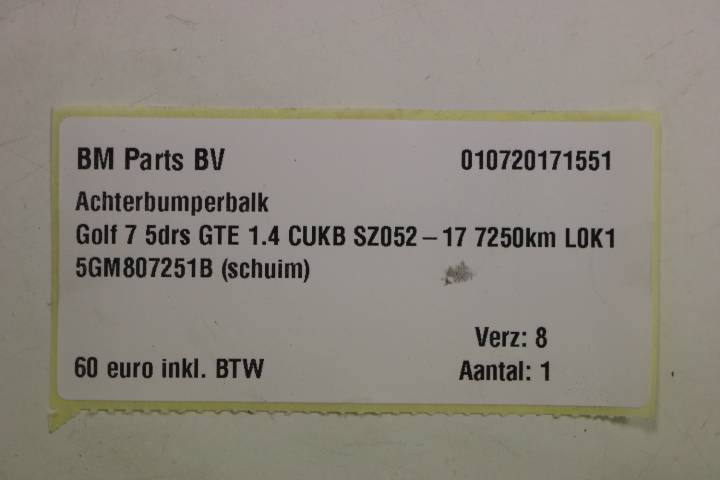 BM Parts BV 010720171551
Achterbumperbalk
Golf 7 5drs GTE 1.4 CUKB SZ052-17 7250km L0K1
5GM807251B (schuim)
Verz: 8
60 euro inkl. BTW Aantal: 1